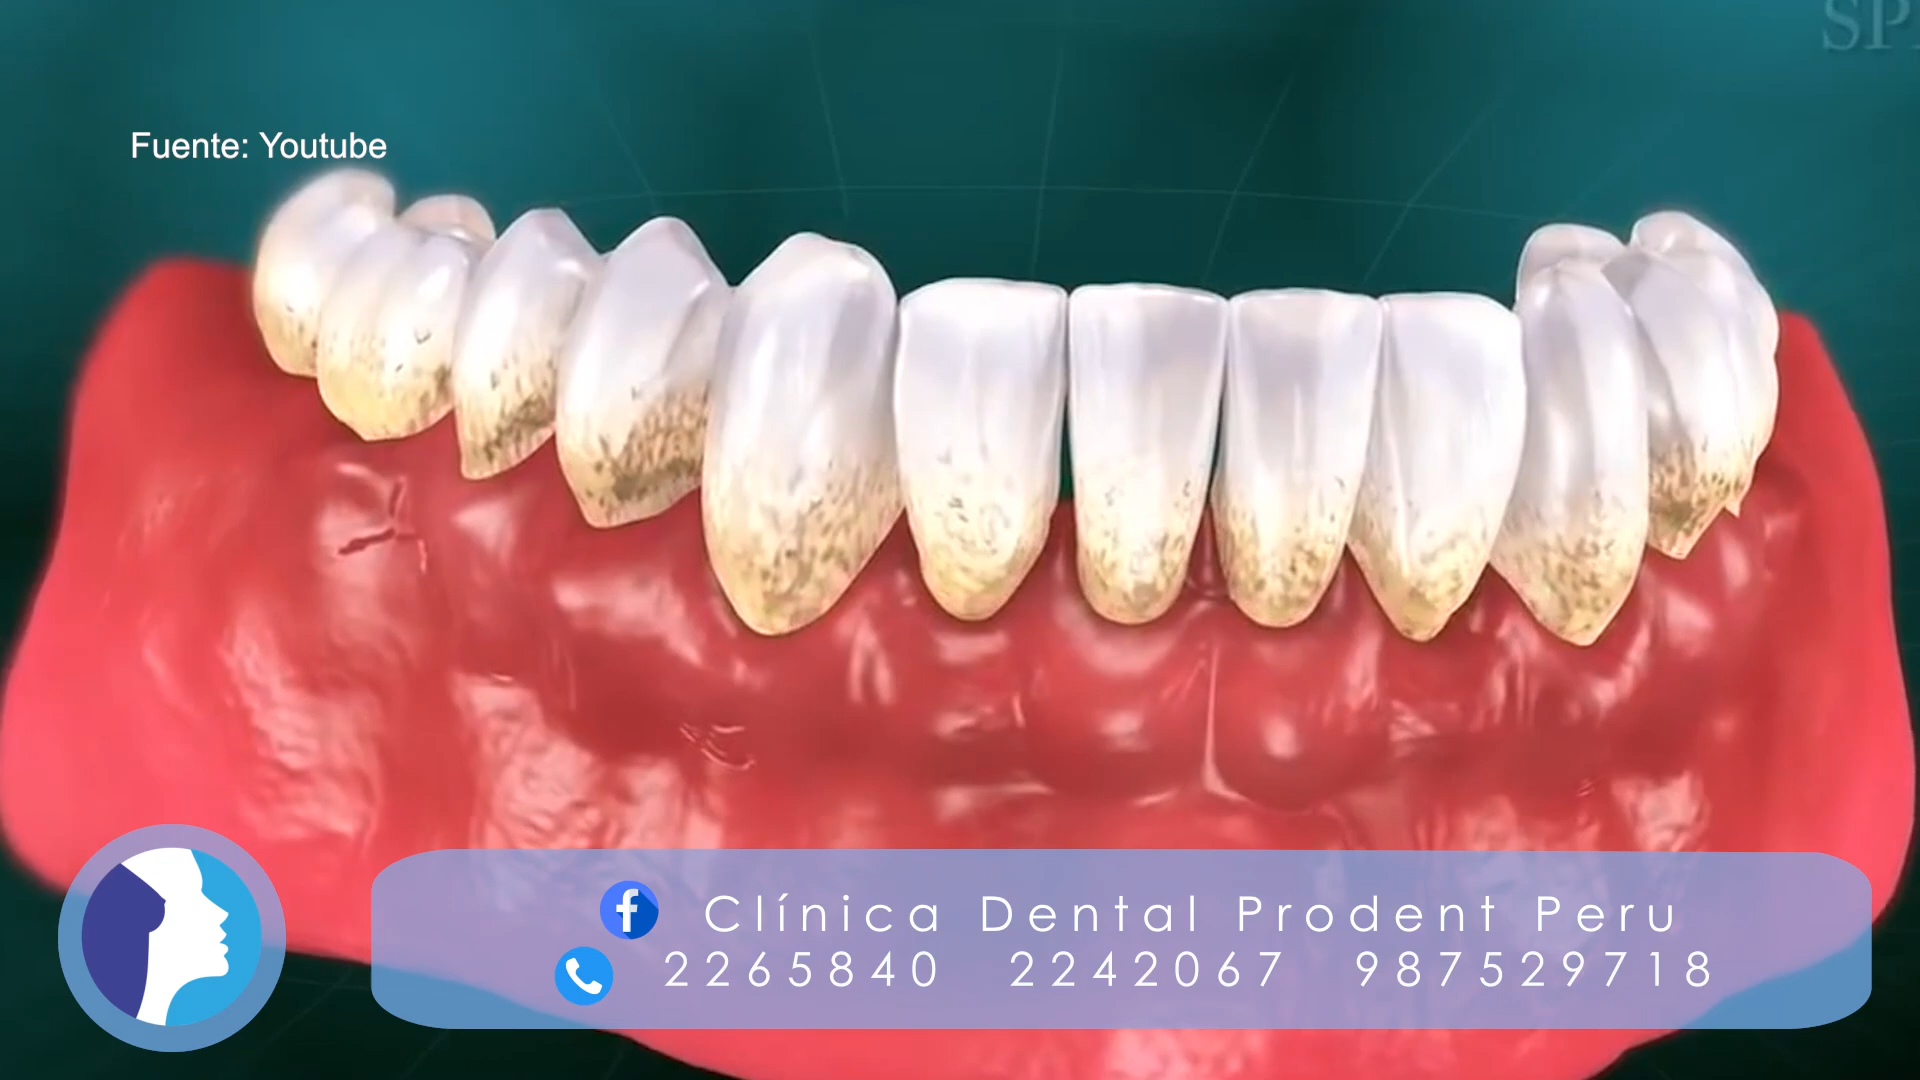 Fuente: Youtube
Clínica Dental Prodent Peru
2265840 2242067 987529718